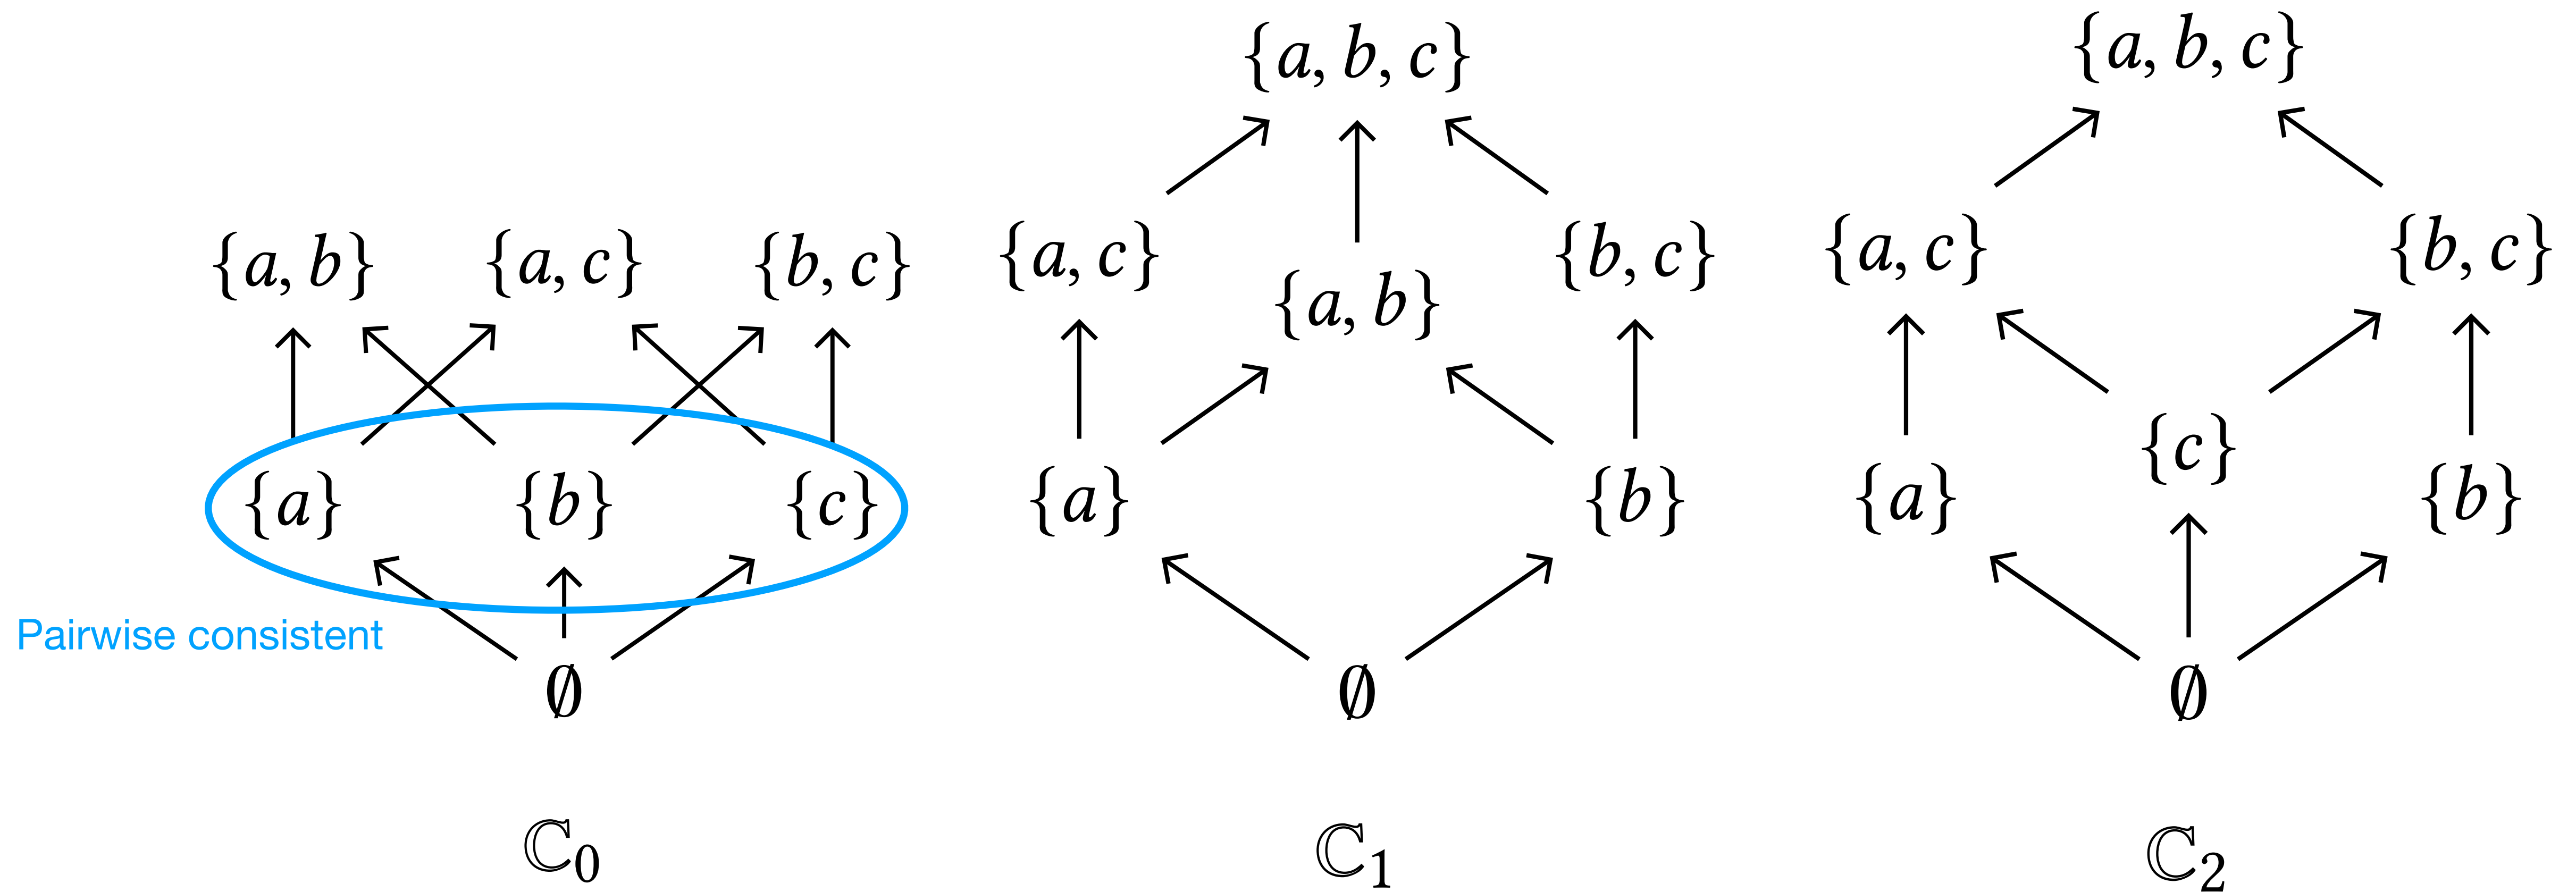 {a, b, c}
{a, b, c}
{a, b} {a, c} {b, c}
{a, c} {b, c}
{a, b}
{a, c} {b, c}
{c}
{a} {b} {c}
{a} {b}
{a} {b}
Pairwise consistent
∅ ∅ ∅
ℂ₀ ℂ₁ ℂ₂